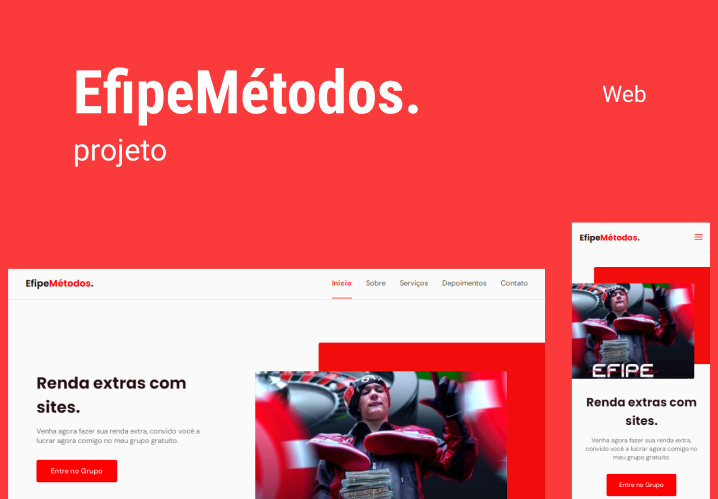 EfipeMétodos.
projeto
Web
EfipeMétodos.
Início Sobre Serviços Depoimentos Contato
Renda extras com
sites.
Venha agora fazer sua renda extra, convido você a
lucrar agora comigo no meu grupo gratuito.
Entre no Grupo
EfipeMétodos.
EFIPE
Renda extras com
sites.
Venha agora fazer sua renda extra,
convido você a lucrar agora comigo no
meu grupo gratuito.
Entre no Grupo